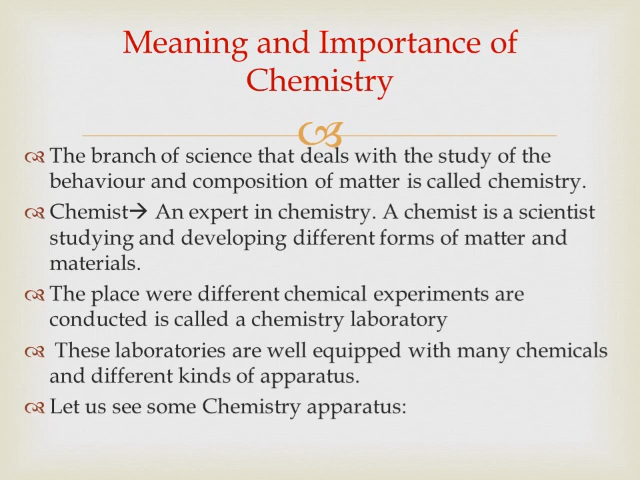 Meaning and Importance of
Chemistry
The branch of science that deals with the study of the
behaviour and composition of matter is called chemistry.
Chemist→ An expert in chemistry. A chemist is a scientist
studying and developing different forms of matter and
materials.
The place were different chemical experiments are
conducted is called a chemistry laboratory
These laboratories are well equipped with many chemicals
and different kinds of apparatus.
Let us see some Chemistry apparatus: